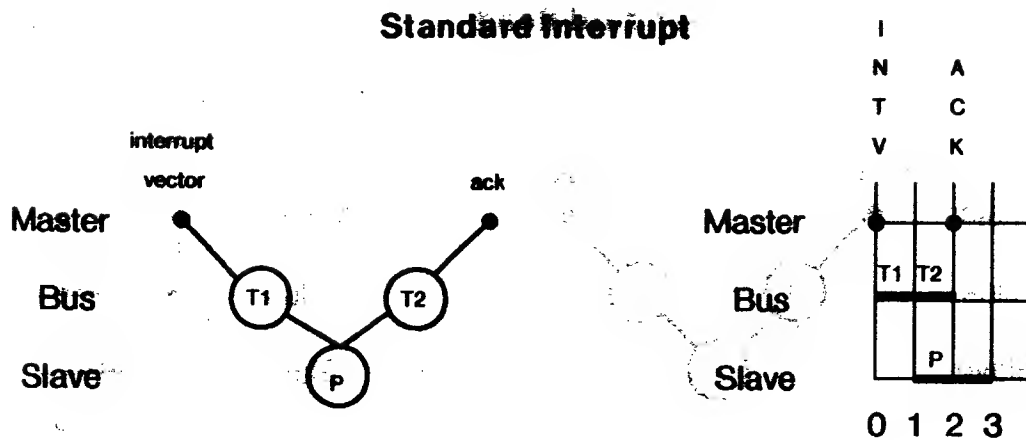 Standard Interrupt
interrupt
vector
ack
Master
Bus
Slave
T1
T2
P
I
N
T
V
A
C
K
Master
Bus
Slave
T1 T2
P
0 1 2 3